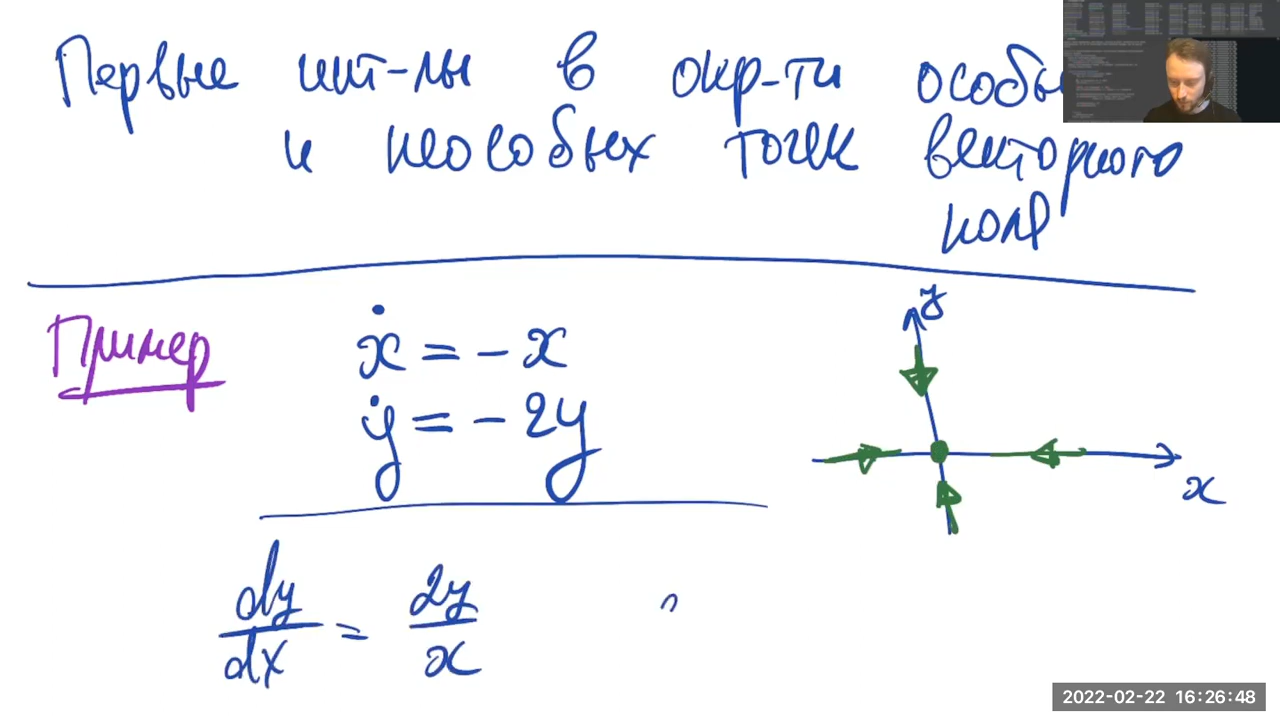 Первые инт-лы в окр-ти
и неособых точек векторного
поля
Пример
ẋ = - x
ẏ = - 2y
y
x
dy/dx = 2y/x
2022-02-22 16:26:48